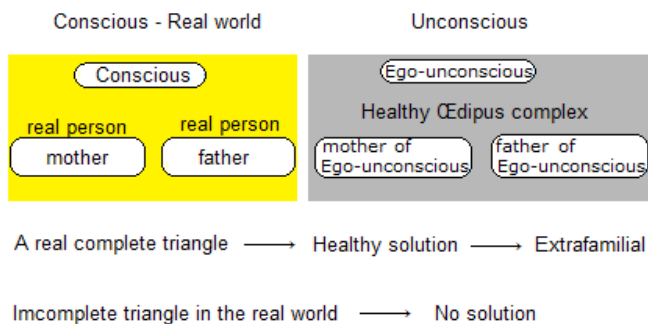 Conscious - Real world
Unconscious
Conscious
Ego-unconscious
Healthy Œdipus complex
real person
real person
mother
father
mother of
Ego-unconscious
father of
Ego-unconscious
A real complete triangle ⟶ Healthy solution ⟶ Extrafamilial
Imcomplete triangle in the real world ⟶ No solution